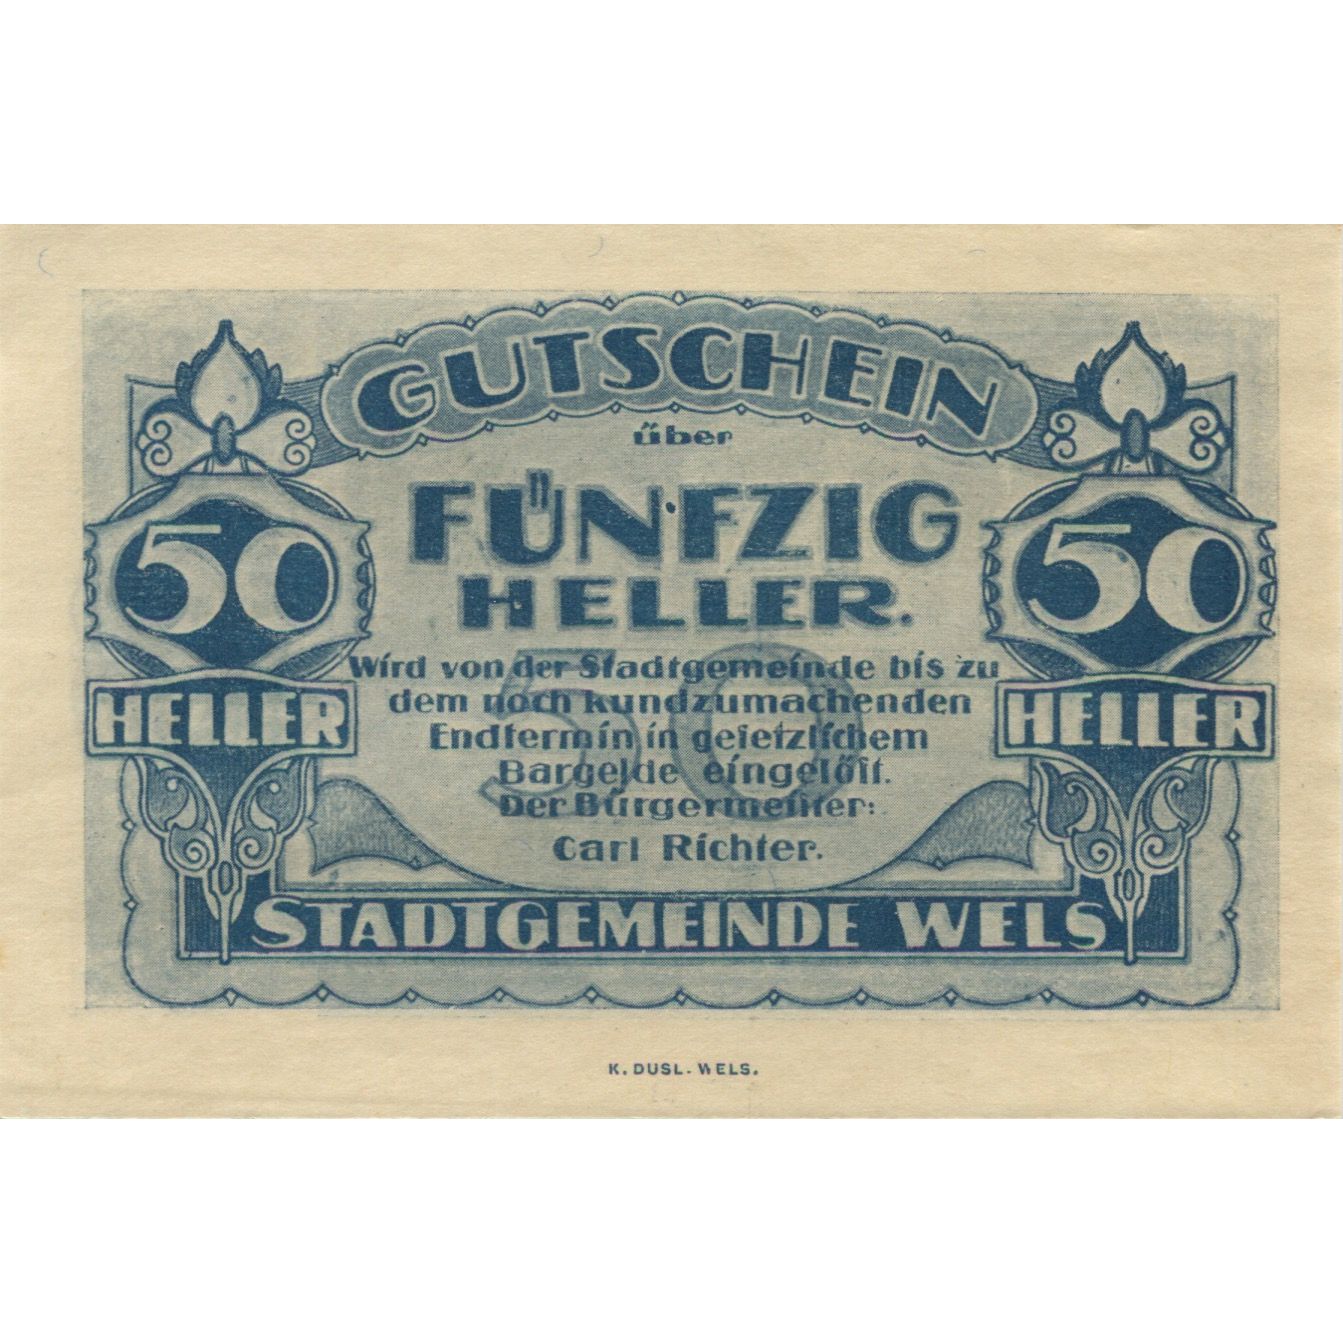 GUTSCHEIN
über
FÜNFZIG
HELLER.
50
50
HELLER
HELLER
Wird von der Stadtgemeinde bis zu
dem noch kundzumachenden
Endtermin in gesetzlichem
Bargelde eingelöst.
Der Bürgermeister:
Carl Richter.
50
STADTGEMEINDE WELS
K. DUSL. WELS.